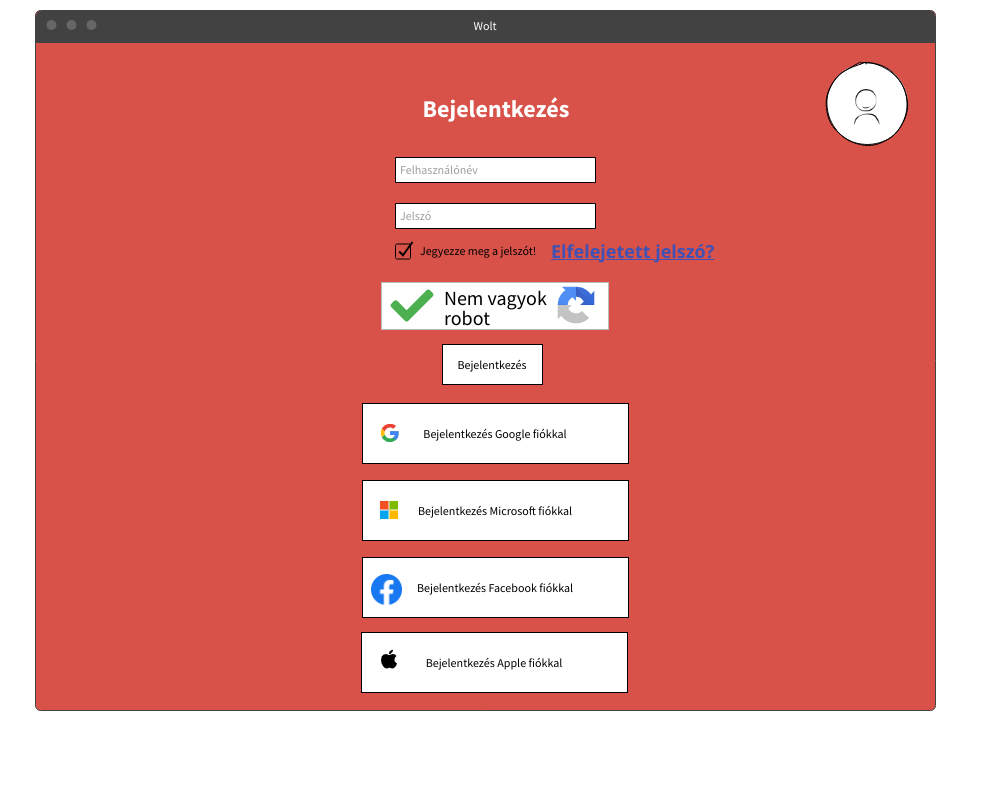 Wolt
Bejelentkezés
Felhasználónév
Jelszó
Jegyezze meg a jelszót! Elfelejetett jelszó?
Nem vagyok
robot
Bejelentkezés
Bejelentkezés Google fiókkal
Bejelentkezés Microsoft fiókkal
Bejelentkezés Facebook fiókkal
Bejelentkezés Apple fiókkal